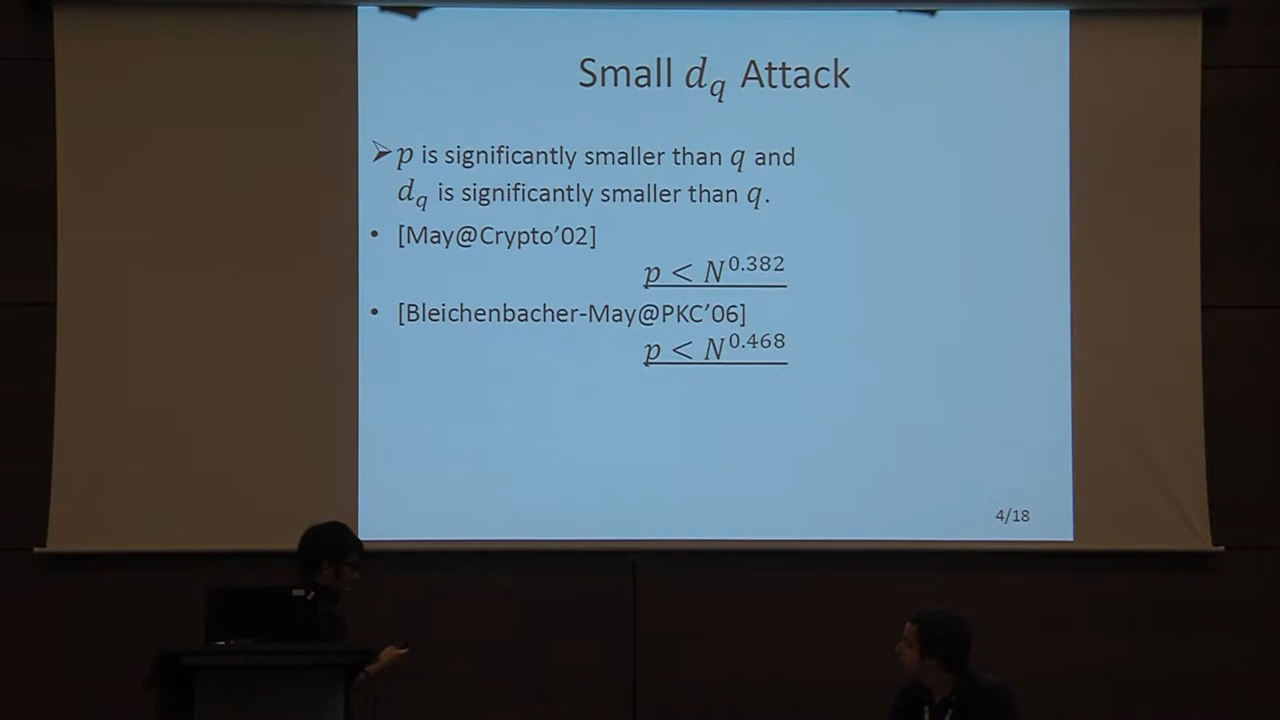 Small d_q Attack
➢ p is significantly smaller than q and
d_q is significantly smaller than q.
• [May@Crypto’02]
p < N^0.382
• [Bleichenbacher-May@PKC’06]
p < N^0.468
4/18